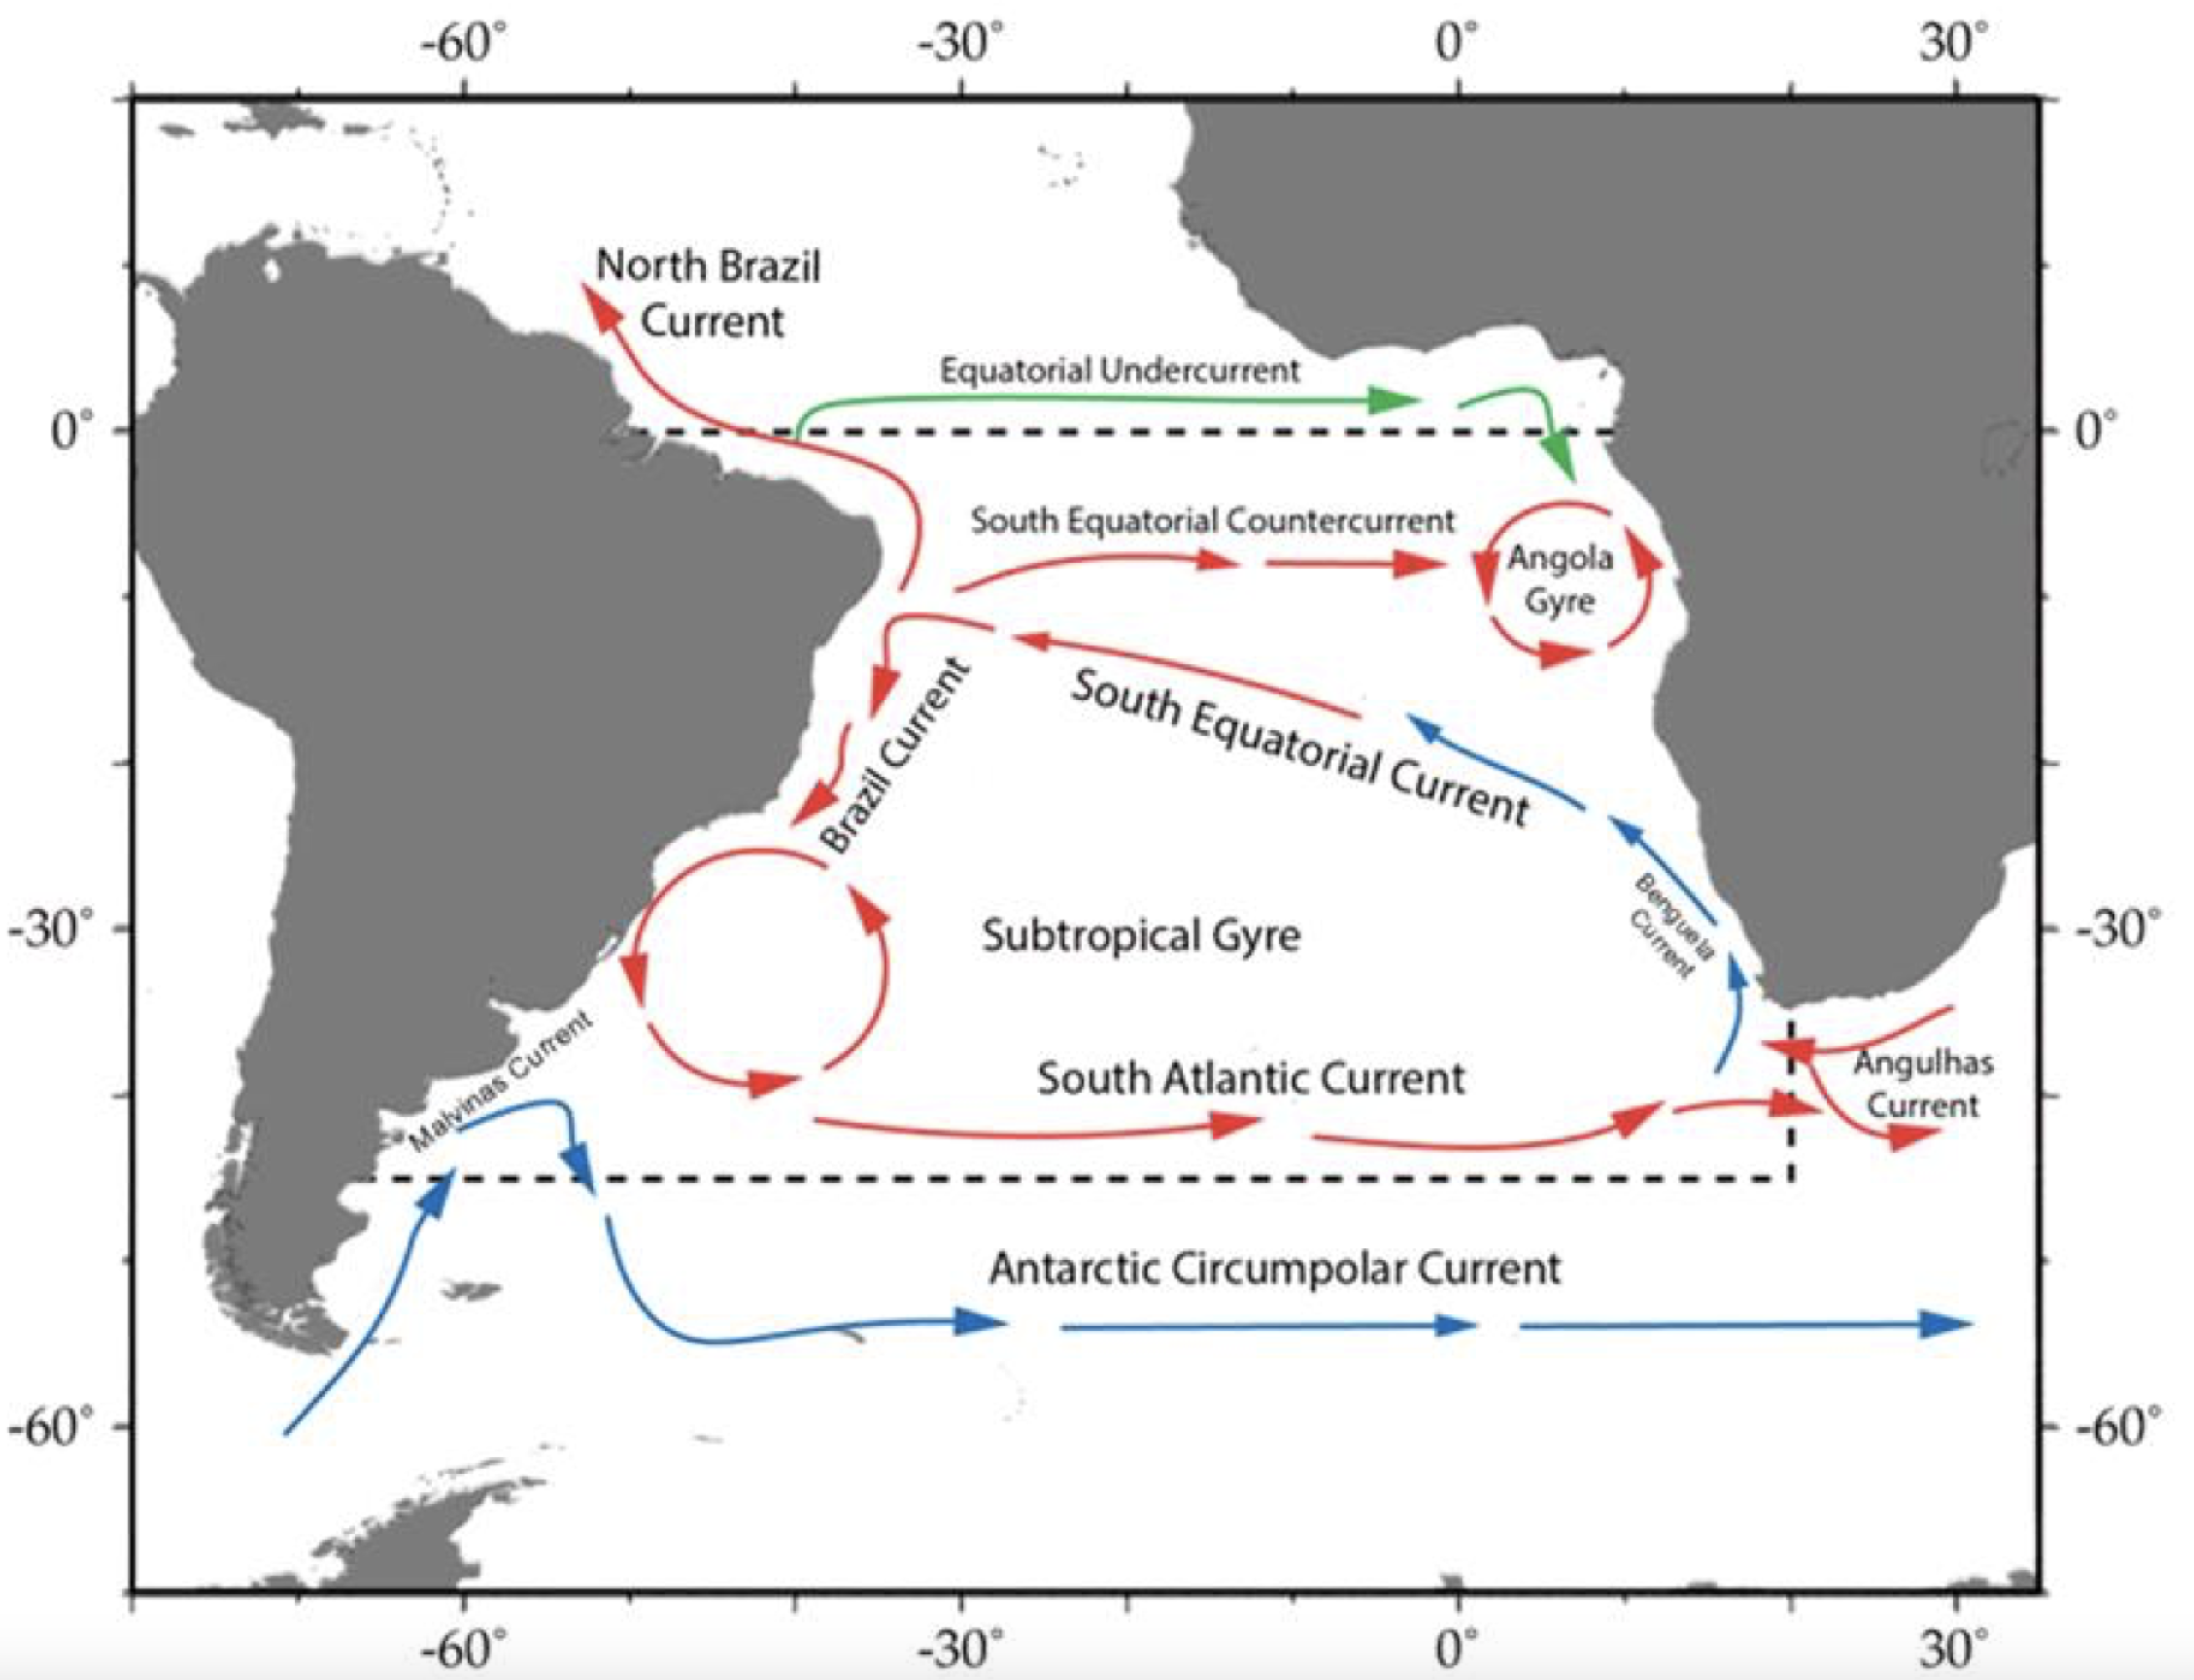 -60°
-30°
0°
30°
North Brazil
Current
Equatorial Undercurrent
0°
0°
South Equatorial Countercurrent
Angola
Gyre
South Equatorial Current
Brazil Current
Benguela
Current
-30°
Subtropical Gyre
-30°
Malvinas Current
South Atlantic Current
Angulhas
Current
Antarctic Circumpolar Current
-60°
-60°
-60°
-30°
0°
30°